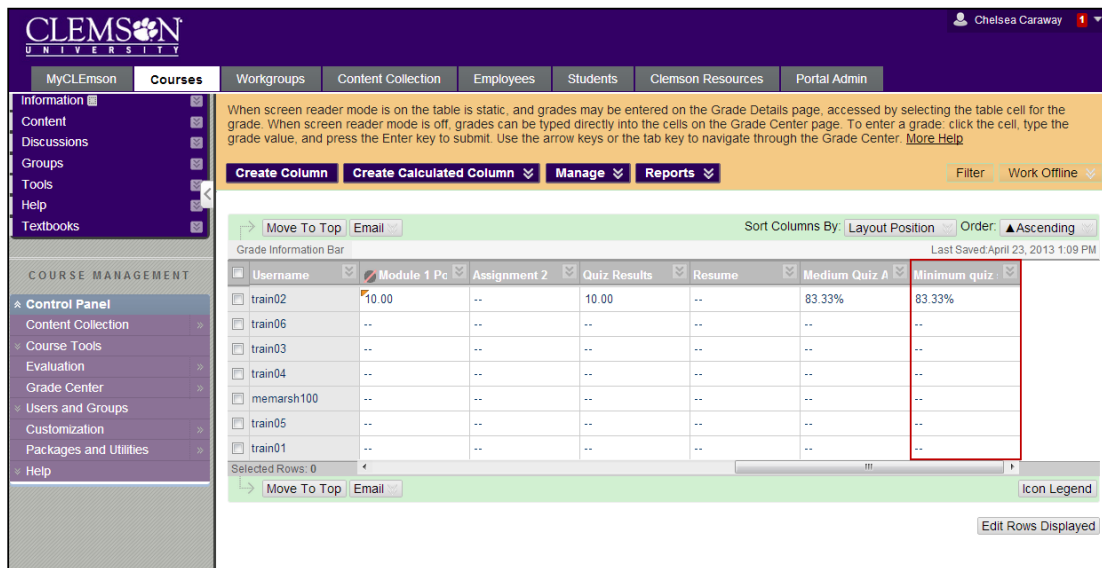 CLEMSON
UNIVERSITY
Chelsea Caraway 1
MyCLEmson Courses Workgroups Content Collection Employees Students Clemson Resources Portal Admin
Information
Content
Discussions
Groups
Tools
Help
Textbooks
COURSE MANAGEMENT
Control Panel
Content Collection
Course Tools
Evaluation
Grade Center
Users and Groups
Customization
Packages and Utilities
Help
When screen reader mode is on the table is static, and grades may be entered on the Grade Details page, accessed by selecting the table cell for the
grade. When screen reader mode is off, grades can be typed directly into the cells on the Grade Center page. To enter a grade: click the cell, type the
grade value, and press the Enter key to submit. Use the arrow keys or the tab key to navigate through the Grade Center. More Help
Create Column Create Calculated Column Manage Reports Filter Work Offline
Move To Top Email Sort Columns By: Layout Position Order: ▲Ascending
Grade Information Bar Last Saved:April 23, 2013 1:09 PM
Username Module 1 Pc Assignment 2 Quiz Results Resume Medium Quiz A Minimum quiz
train02 10.00 -- 10.00 -- 83.33% 83.33%
train06 -- -- -- -- -- --
train03 -- -- -- -- -- --
train04 -- -- -- -- -- --
memarsh100 -- -- -- -- -- --
train05 -- -- -- -- -- --
train01 -- -- -- -- -- --
Selected Rows: 0
Move To Top Email Icon Legend
Edit Rows Displayed